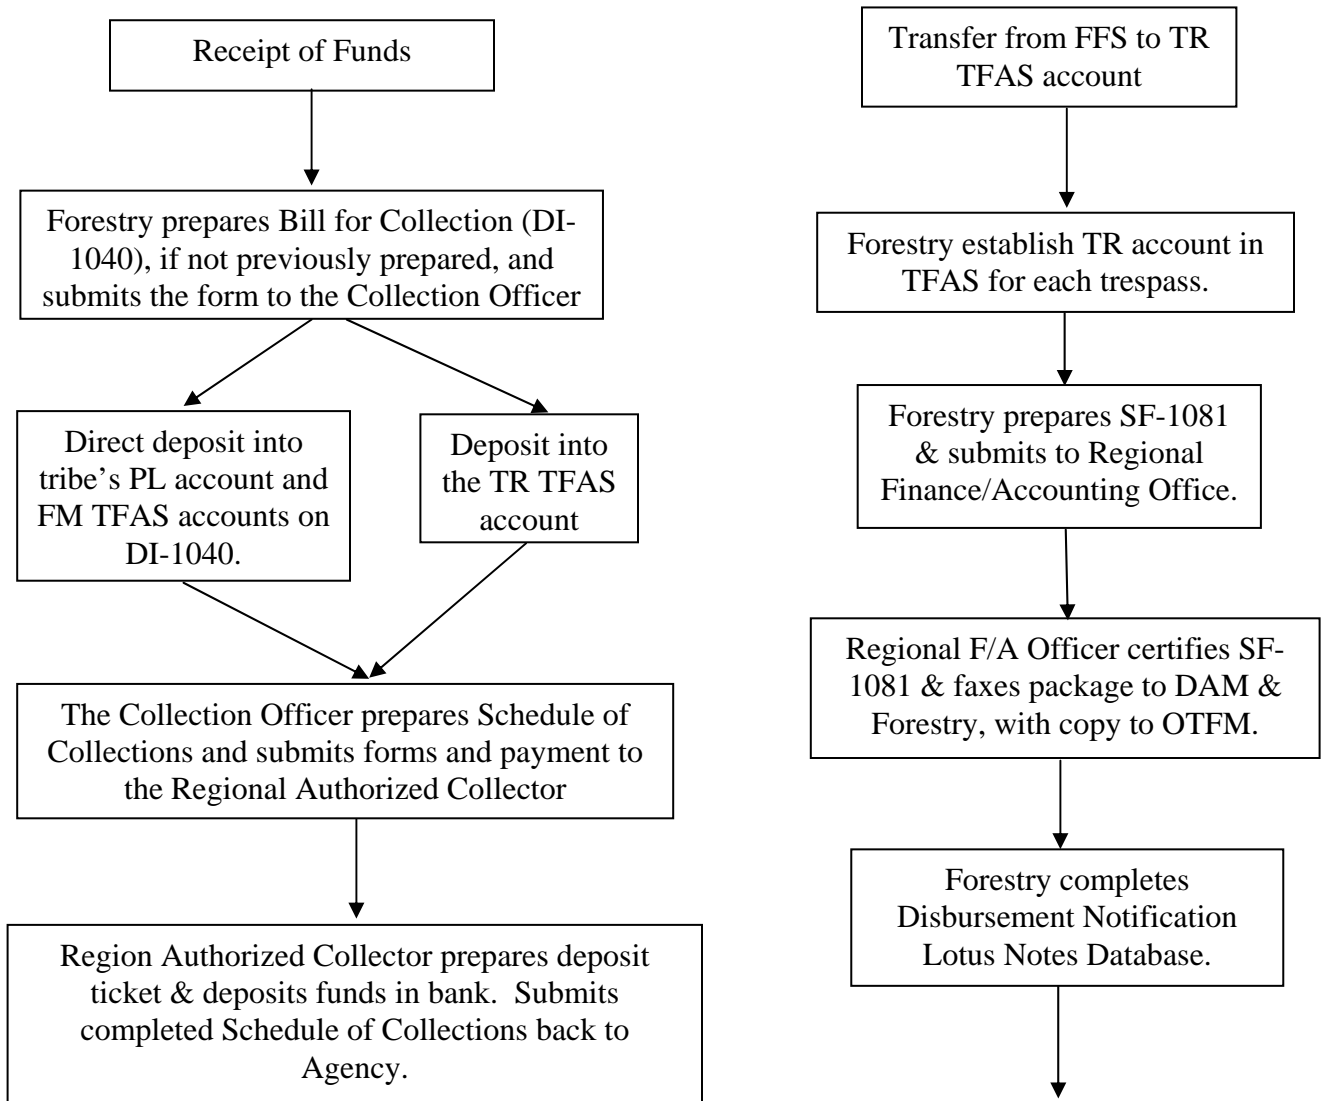 Receipt of Funds
Forestry prepares Bill for Collection (DI-
1040), if not previously prepared, and
submits the form to the Collection Officer
Direct deposit into
tribe’s PL account and
FM TFAS accounts on
DI-1040.
Deposit into
the TR TFAS
account
The Collection Officer prepares Schedule of
Collections and submits forms and payment to
the Regional Authorized Collector
Region Authorized Collector prepares deposit
ticket & deposits funds in bank.  Submits
completed Schedule of Collections back to
Agency.
Transfer from FFS to TR
TFAS account
Forestry establish TR account in
TFAS for each trespass.
Forestry prepares SF-1081
& submits to Regional
Finance/Accounting Office.
Regional F/A Officer certifies SF-
1081 & faxes package to DAM &
Forestry, with copy to OTFM.
Forestry completes
Disbursement Notification
Lotus Notes Database.